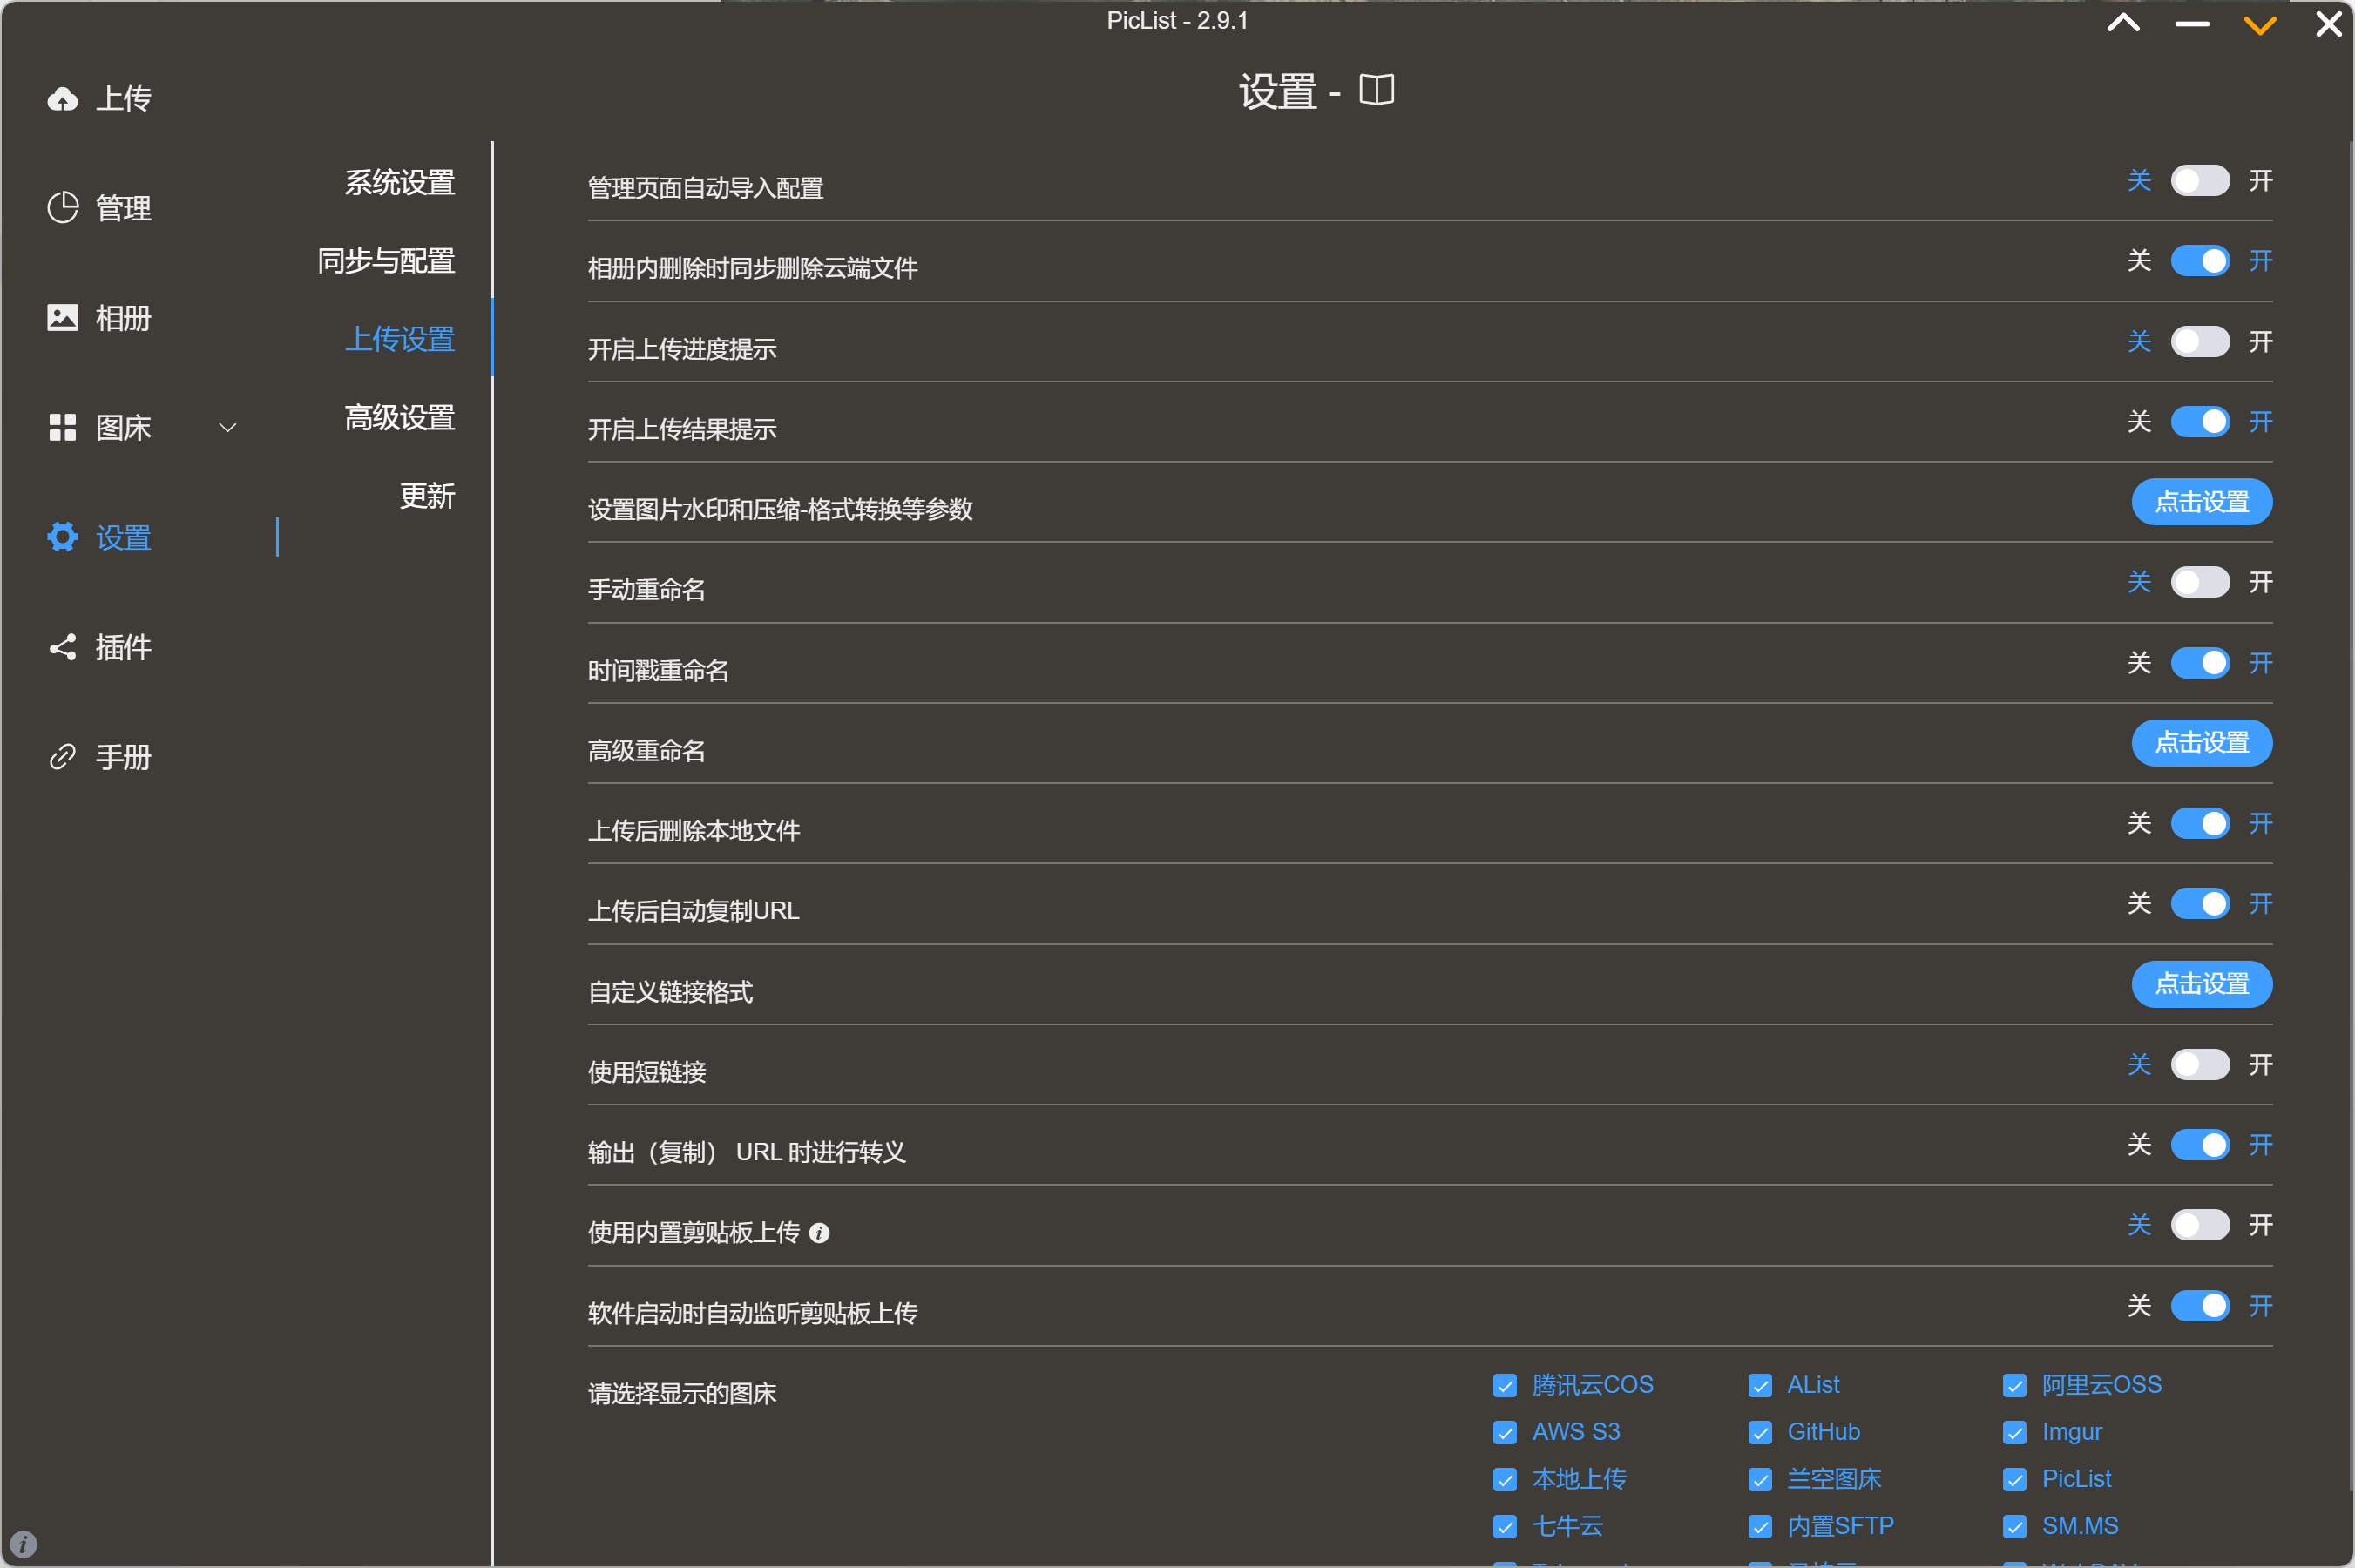 PicList - 2.9.1
设置 -
上传
管理
相册
图床
设置
插件
手册
系统设置
同步与配置
上传设置
高级设置
更新
管理页面自动导入配置 关 开
相册内删除时同步删除云端文件 关 开
开启上传进度提示 关 开
开启上传结果提示 关 开
设置图片水印和压缩-格式转换等参数 点击设置
手动重命名 关 开
时间戳重命名 关 开
高级重命名 点击设置
上传后删除本地文件 关 开
上传后自动复制URL 关 开
自定义链接格式 点击设置
使用短链接 关 开
输出（复制） URL 时进行转义 关 开
使用内置剪贴板上传 关 开
软件启动时自动监听剪贴板上传 关 开
请选择显示的图床
腾讯云COS AList 阿里云OSS
AWS S3 GitHub Imgur
本地上传 兰空图床 PicList
七牛云 内置SFTP SM.MS